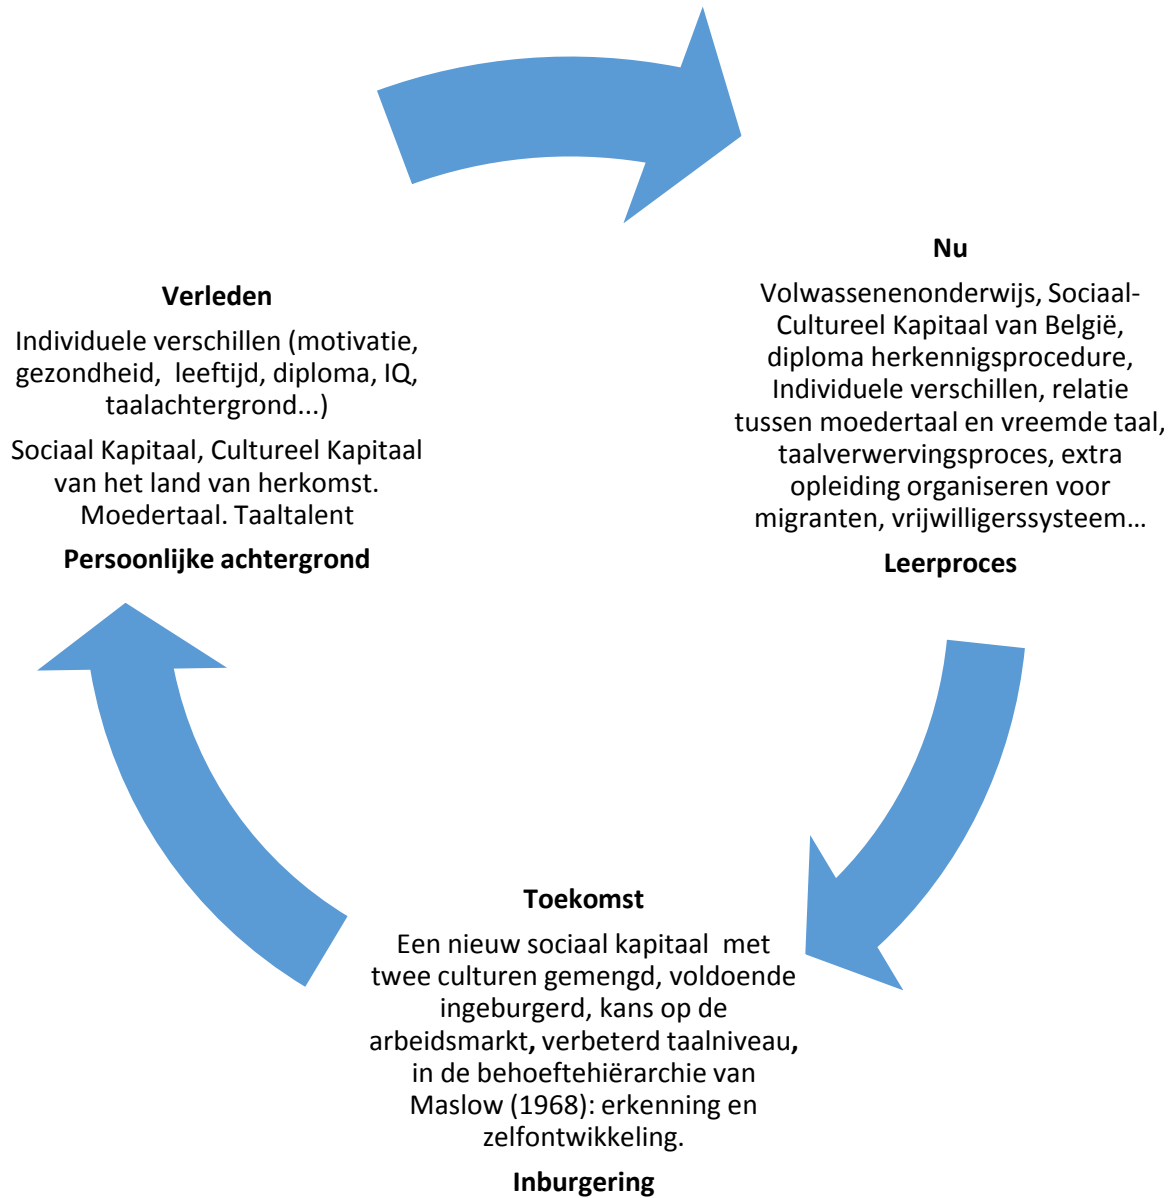 Verleden
Individuele verschillen (motivatie,
gezondheid, leeftijd, diploma, IQ,
taalachtergrond...)
Sociaal Kapitaal, Cultureel Kapitaal
van het land van herkomst.
Moedertaal. Taaltalent
Persoonlijke achtergrond
Nu
Volwassenenonderwijs, Sociaal-
Cultureel Kapitaal van België,
diploma herkennigsprocedure,
Individuele verschillen, relatie
tussen moedertaal en vreemde taal,
taalverwervingsproces, extra
opleiding organiseren voor
migranten, vrijwilligerssysteem…
Leerproces
Toekomst
Een nieuw sociaal kapitaal met
twee culturen gemengd, voldoende
ingeburgerd, kans op de
arbeidsmarkt, verbeterd taalniveau,
in de behoeftehiërarchie van
Maslow (1968): erkenning en
zelfontwikkeling.
Inburgering